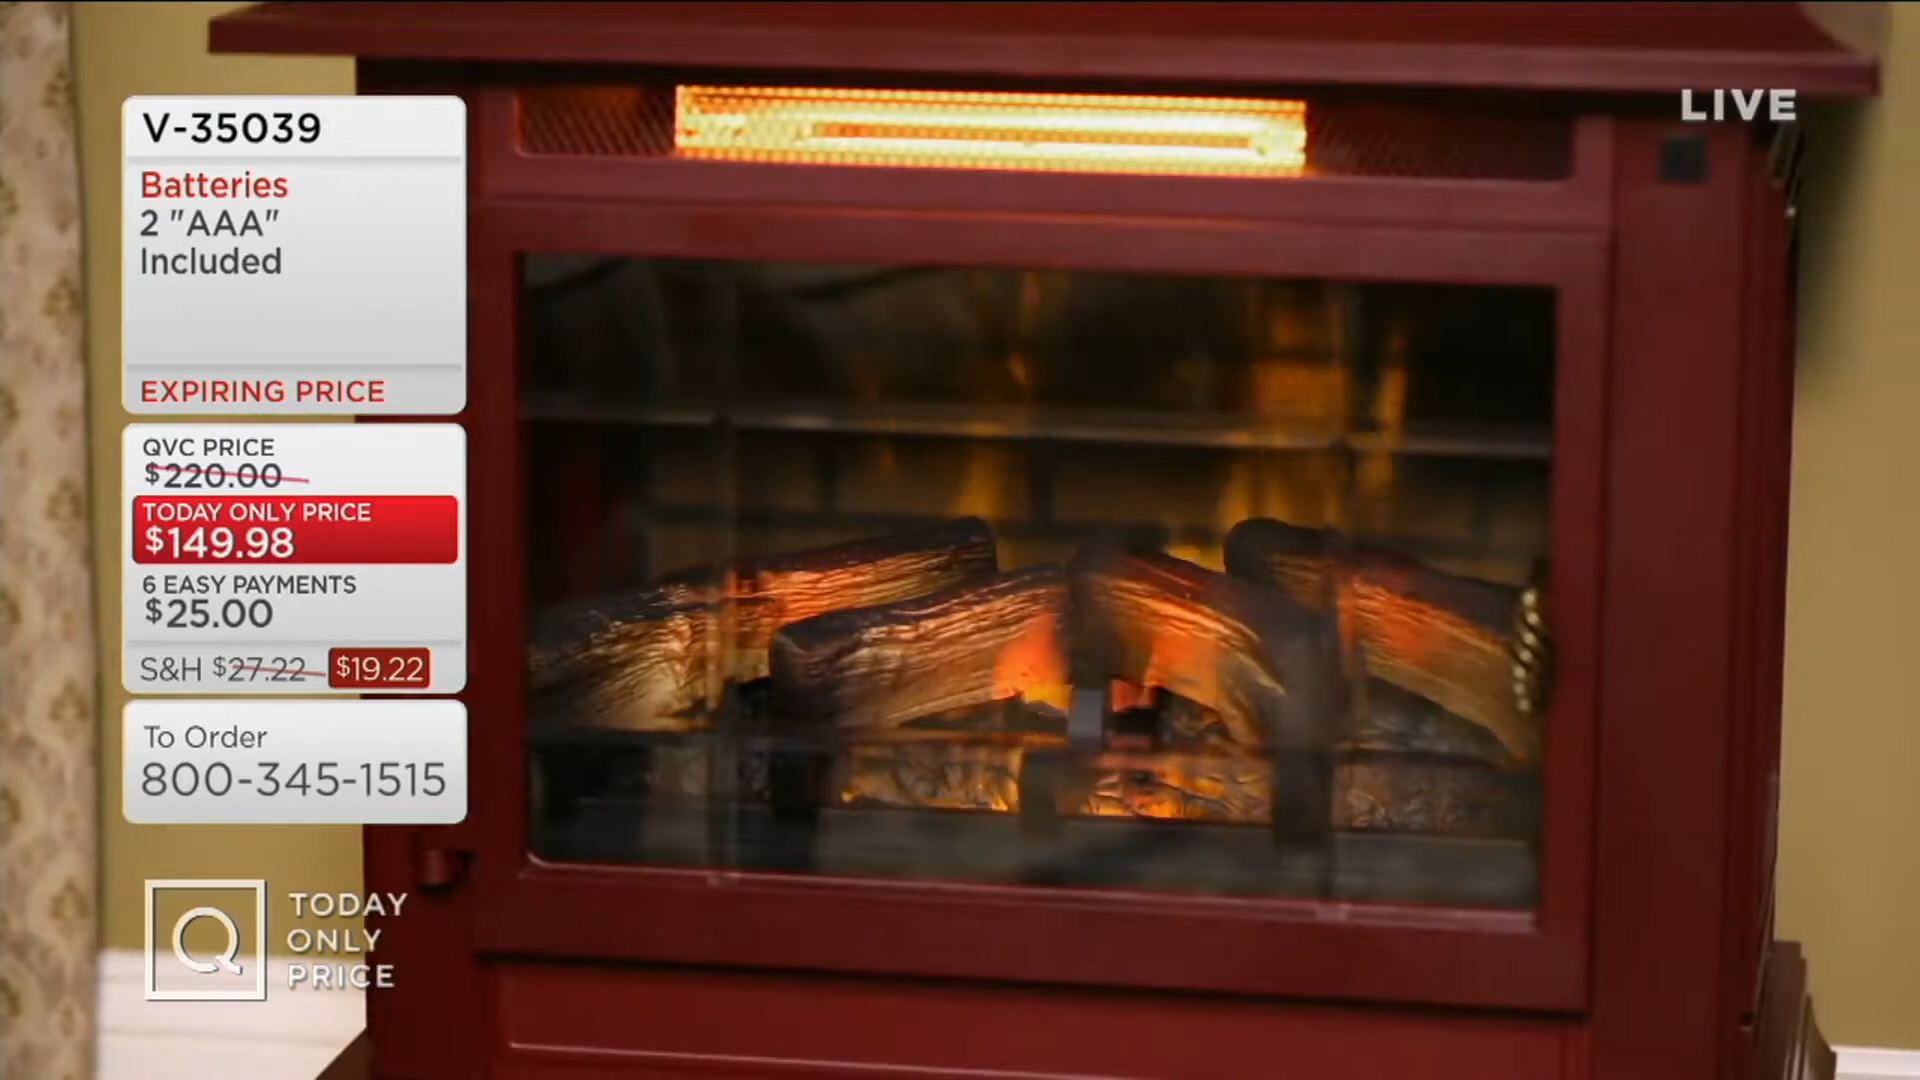 V-35039
Batteries
2 "AAA"
Included
EXPIRING PRICE
QVC PRICE
$220.00
TODAY ONLY PRICE
$149.98
6 EASY PAYMENTS
$25.00
S&H $27.22 $19.22
To Order
800-345-1515
Q
TODAY
ONLY
PRICE
LIVE